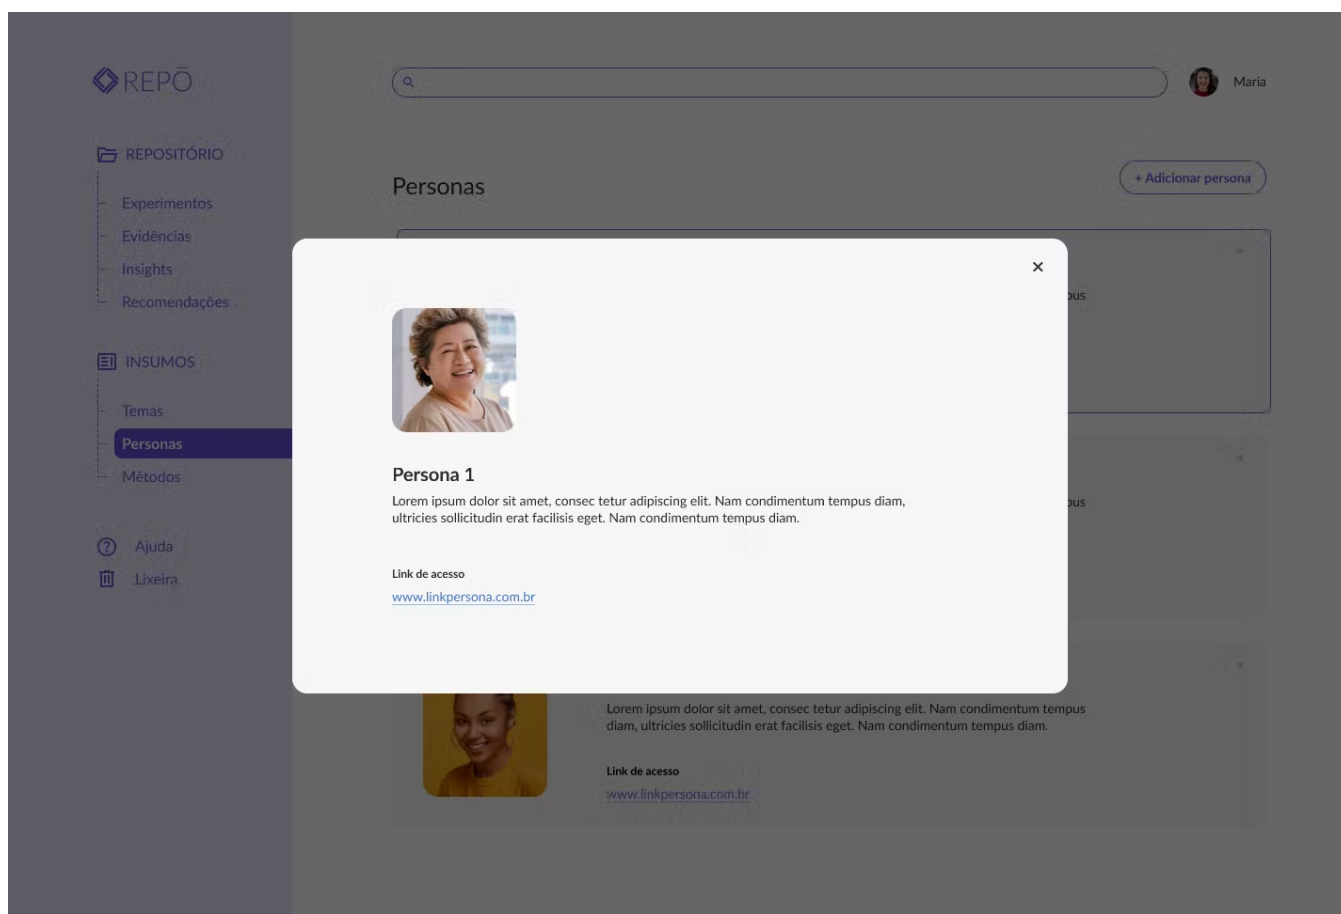 REPŌ
Maria
REPOSITÓRIO
Experimentos
Evidências
Insights
Recomendações
INSUMOS
Temas
Personas
Métodos
Ajuda
Lixeira
Personas
+ Adicionar persona
pus
pus
Persona 1
Lorem ipsum dolor sit amet, consec tetur adipiscing elit. Nam condimentum tempus diam,
ultricies sollicitudin erat facilisis eget. Nam condimentum tempus diam.
Link de acesso
www.linkpersona.com.br
Lorem ipsum dolor sit amet, consec tetur adipiscing elit. Nam condimentum tempus
diam, ultricies sollicitudin erat facilisis eget. Nam condimentum tempus diam.
Link de acesso
www.linkpersona.com.br